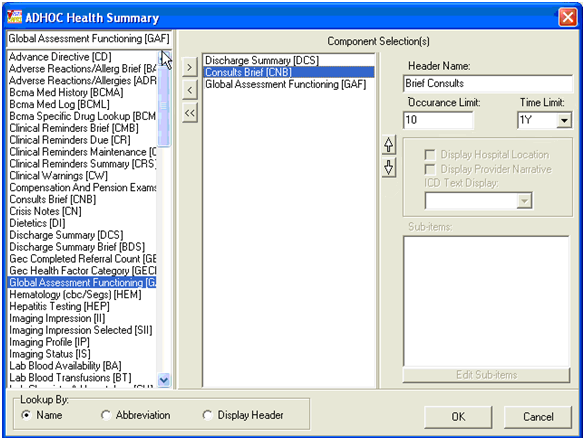 ADHOC Health Summary
Global Assessment Functioning [GAF]
Advance Directive [CD]
Adverse Reactions/Allerg Brief [BA
Adverse Reactions/Allergies [ADR
Bcma Med History [BCMA]
Bcma Med Log [BCML]
Bcma Specific Drug Lookup [BCM
Clinical Reminders Brief [CMB]
Clinical Reminders Due [CR]
Clinical Reminders Maintenance [C
Clinical Reminders Summary [CRS]
Clinical Warnings [CW]
Compensation And Pension Exams
Consults Brief [CNB]
Crisis Notes [CN]
Dietetics [DI]
Discharge Summary [DCS]
Discharge Summary Brief [BDS]
Gec Completed Referral Count [GE
Gec Health Factor Category [GECH
Global Assessment Functioning [G
Hematology (cbc/Segs) [HEM]
Hepatitis Testing [HEP]
Imaging Impression [II]
Imaging Impression Selected [SII]
Imaging Profile [IP]
Imaging Status [IS]
Lab Blood Availability [BA]
Lab Blood Transfusions [BT]
>
<
<<
Component Selection(s)
Discharge Summary [DCS]
Consults Brief [CNB]
Global Assessment Functioning [GAF]
Header Name:
Brief Consults
Occurance Limit:
Time Limit:
10
1Y
Display Hospital Location
Display Provider Narrative
ICD Text Display:
Sub-items:
Edit Sub-items
Lookup By:
Name
Abbreviation
Display Header
OK
Cancel